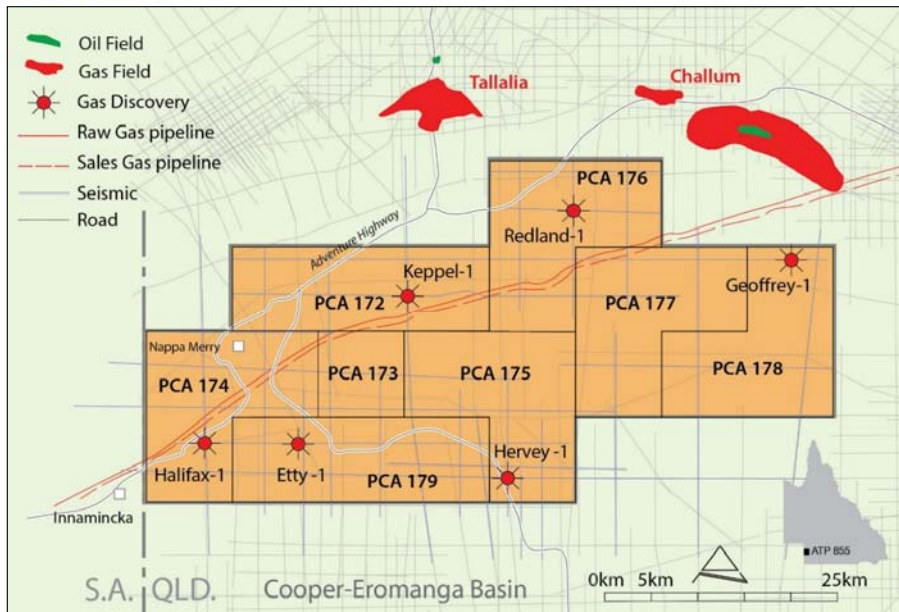 Oil Field
Gas Field
Gas Discovery
Raw Gas pipeline
Sales Gas pipeline
Seismic
Road
Tallalia
Challum
PCA 176
Redland-1
Adventure Highway
Keppel-1
PCA 172
PCA 177
Geoffrey-1
Nappa Merry
PCA 174
PCA 173
PCA 175
PCA 178
Halifax-1
Etty -1
PCA 179
Hervey -1
Innamincka
ATP 855
S.A. QLD.
Cooper-Eromanga Basin
0km 5km 25km